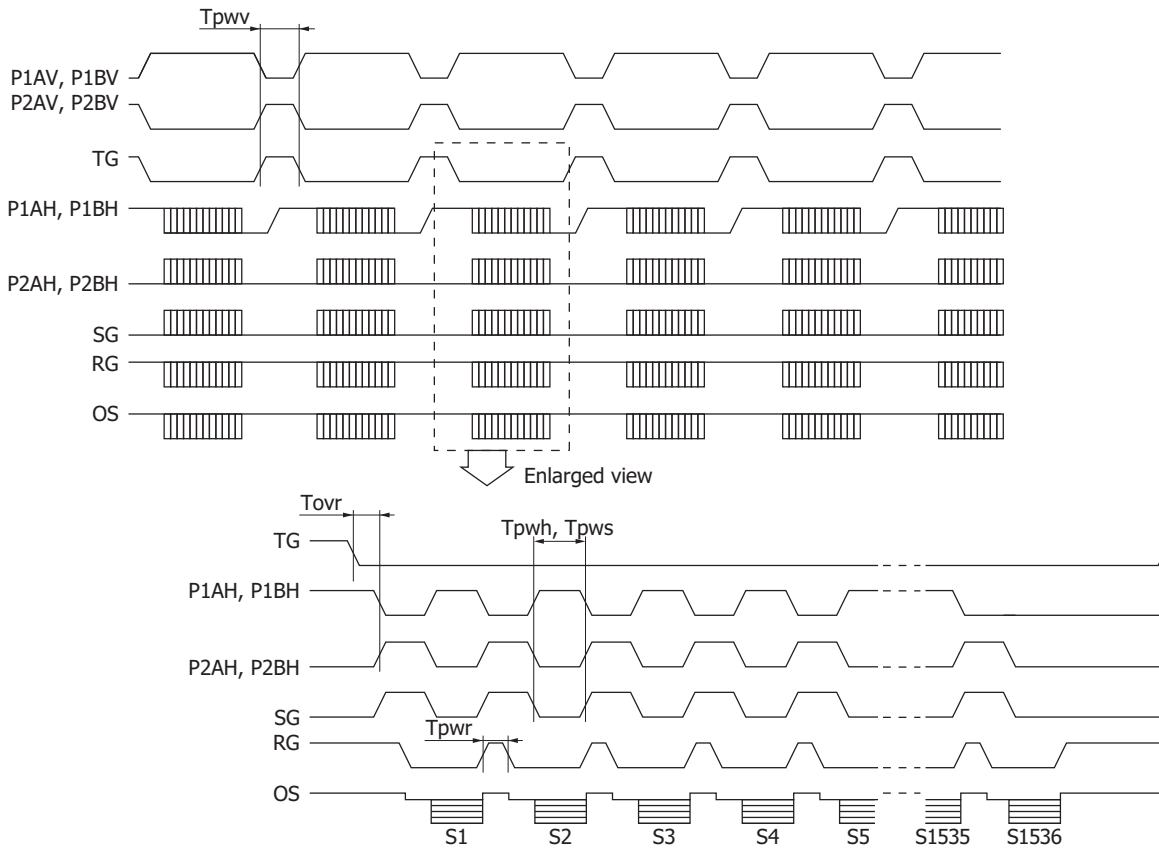 Tpwv
P1AV, P1BV
P2AV, P2BV
TG
P1AH, P1BH
P2AH, P2BH
SG
RG
OS
Enlarged view
Tovr
Tpwh, Tpws
TG
P1AH, P1BH
P2AH, P2BH
SG
Tpwr
RG
OS
S1 S2 S3 S4 S5 S1535 S1536